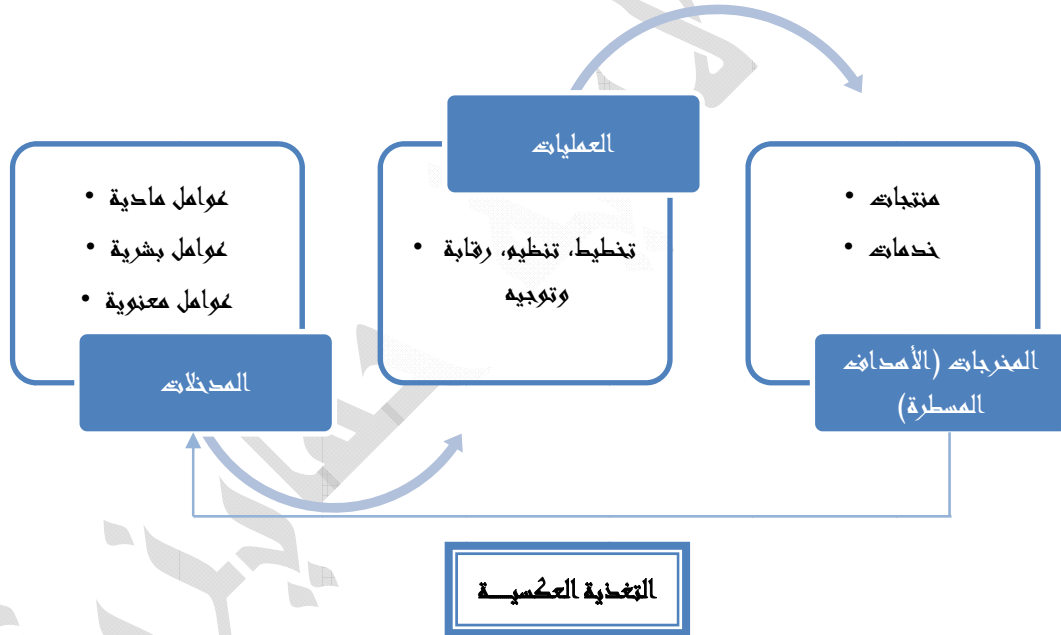 العمليات
عوامل مادية
عوامل بشرية
عوامل معنوية
المدخلات
تخطيط، تنظيم، رقابة
وتوجيه
منتجات
خدمات
المخرجات (الأهداف
المسطرة)
التغذية العكسيـــة